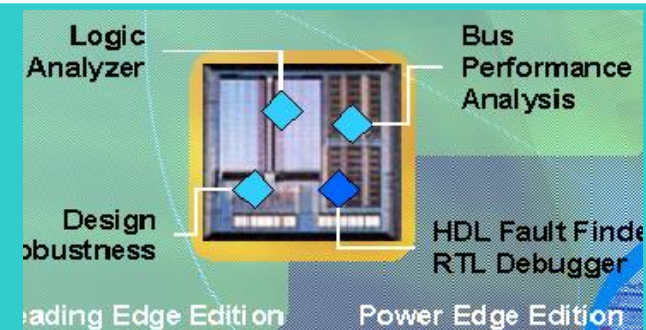 Logic
Analyzer
Bus
Performance
Analysis
Design
obustness
HDL Fault Finde
RTL Debugger
eading Edge Edition
Power Edge Edition